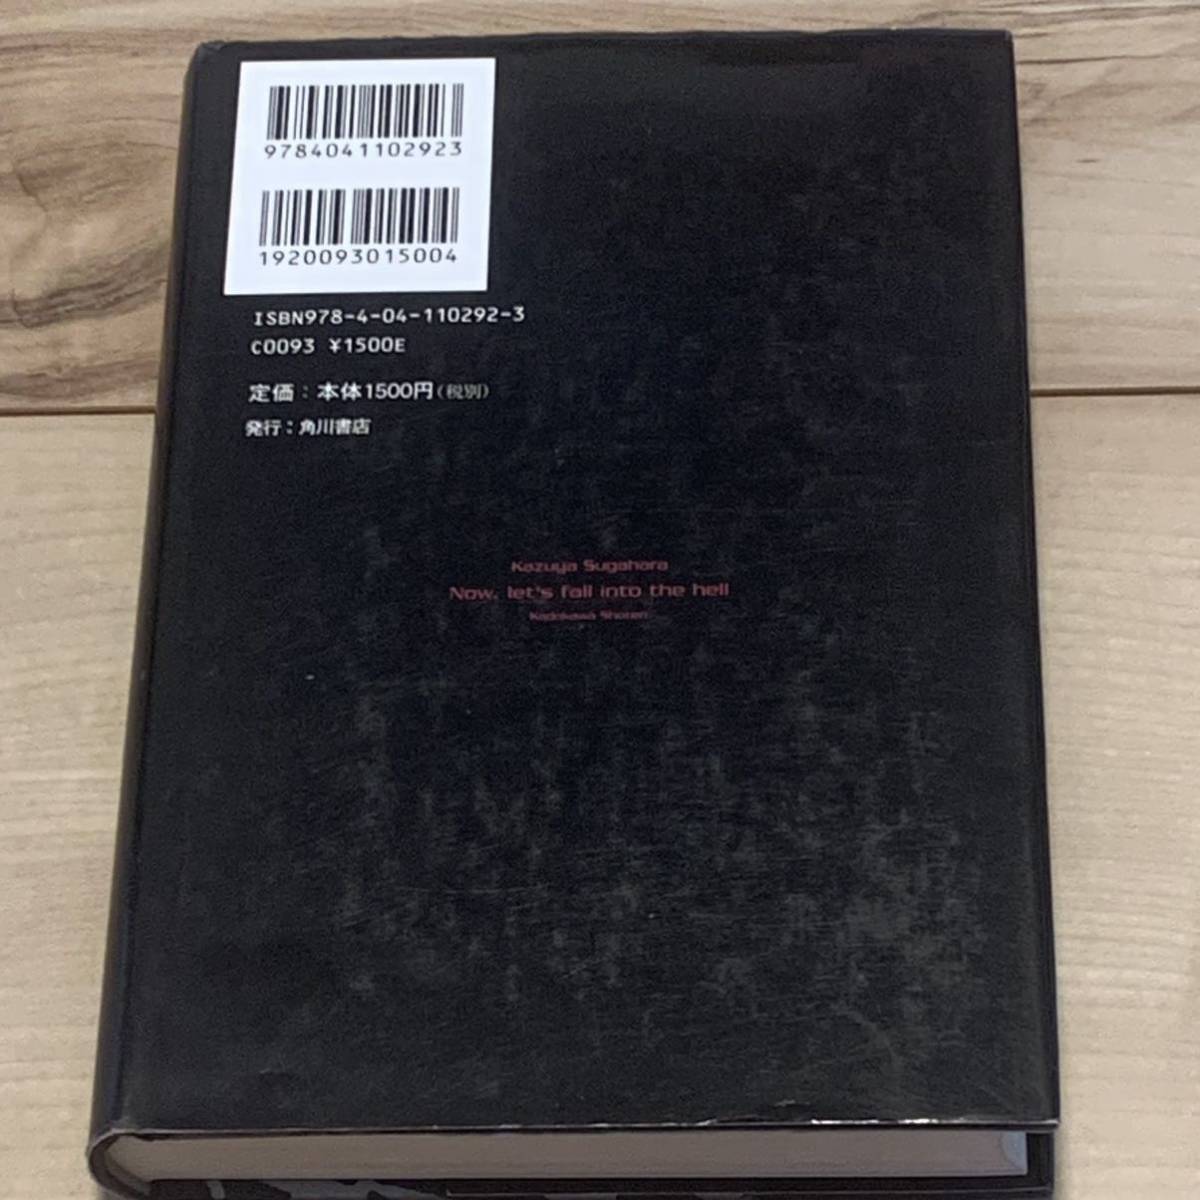 9784041102923
1920093015004
ISBN978-4-04-110292-3
C0093 ¥1500E
定価：本体1500円（税別）
発行：角川書店
Kazuya Sugahara
Now, let's fall into the hell
Kadokawa Shoten